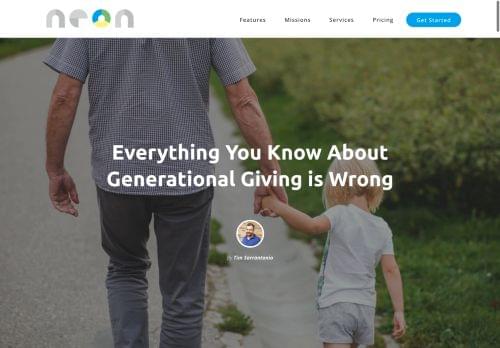 neon
Features
Missions
Services
Pricing
Get Started
Everything You Know About
Generational Giving is Wrong
By Tim Sarrantonio